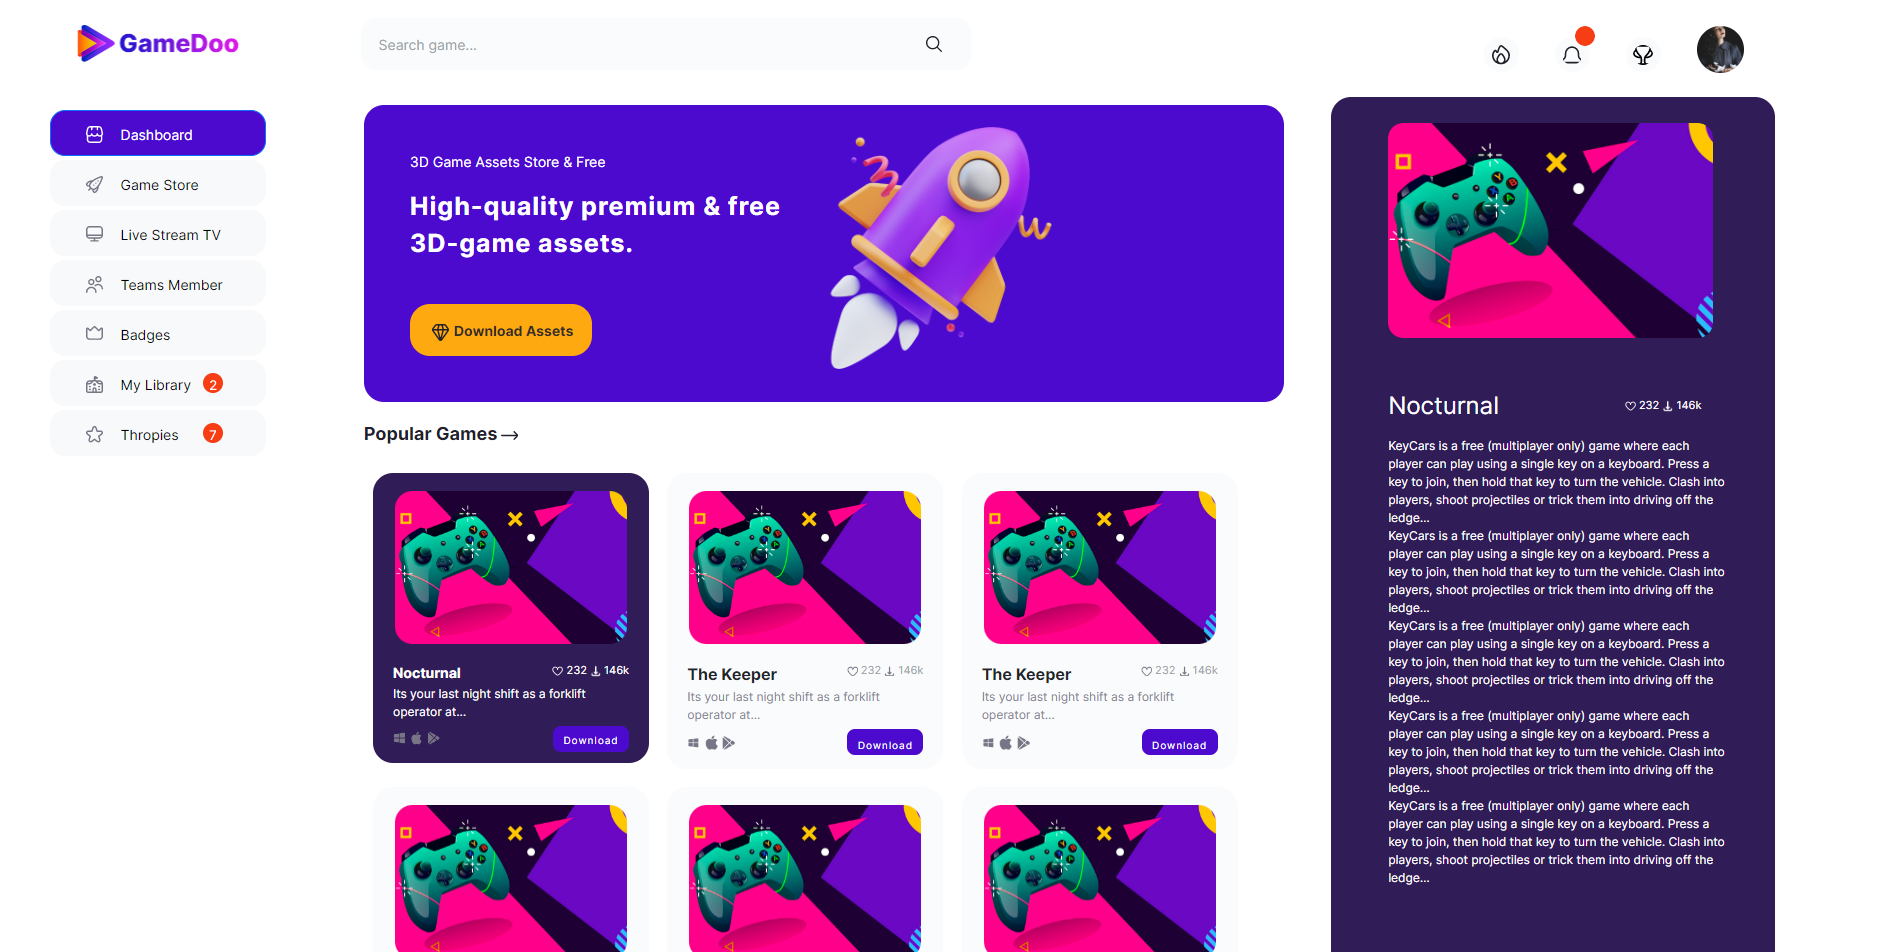 GameDoo
Search game...
Dashboard
Game Store
Live Stream TV
Teams Member
Badges
My Library 2
Thropies 7
3D Game Assets Store & Free
High-quality premium & free
3D-game assets.
Download Assets
Popular Games
Nocturnal 232 146k
Its your last night shift as a forklift
operator at...
Download
The Keeper 232 146k
Its your last night shift as a forklift
operator at...
Download
The Keeper 232 146k
Its your last night shift as a forklift
operator at...
Download
Nocturnal 232 146k
KeyCars is a free (multiplayer only) game where each
player can play using a single key on a keyboard. Press a
key to join, then hold that key to turn the vehicle. Clash into
players, shoot projectiles or trick them into driving off the
ledge...
KeyCars is a free (multiplayer only) game where each
player can play using a single key on a keyboard. Press a
key to join, then hold that key to turn the vehicle. Clash into
players, shoot projectiles or trick them into driving off the
ledge...
KeyCars is a free (multiplayer only) game where each
player can play using a single key on a keyboard. Press a
key to join, then hold that key to turn the vehicle. Clash into
players, shoot projectiles or trick them into driving off the
ledge...
KeyCars is a free (multiplayer only) game where each
player can play using a single key on a keyboard. Press a
key to join, then hold that key to turn the vehicle. Clash into
players, shoot projectiles or trick them into driving off the
ledge...
KeyCars is a free (multiplayer only) game where each
player can play using a single key on a keyboard. Press a
key to join, then hold that key to turn the vehicle. Clash into
players, shoot projectiles or trick them into driving off the
ledge...